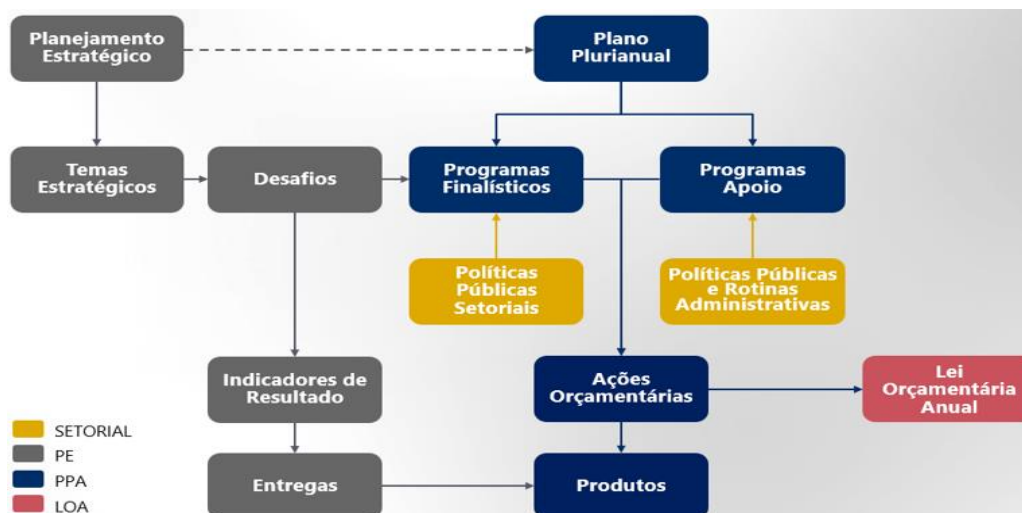 Planejamento
Estratégico
Plano
Plurianual
Temas
Estratégicos
Desafios
Programas
Finalísticos
Programas
Apoio
Políticas
Públicas
Setoriais
Políticas Públicas
e Rotinas
Administrativas
Indicadores de
Resultado
Ações
Orçamentárias
Lei
Orçamentária
Anual
Entregas
Produtos
SETORIAL
PE
PPA
LOA